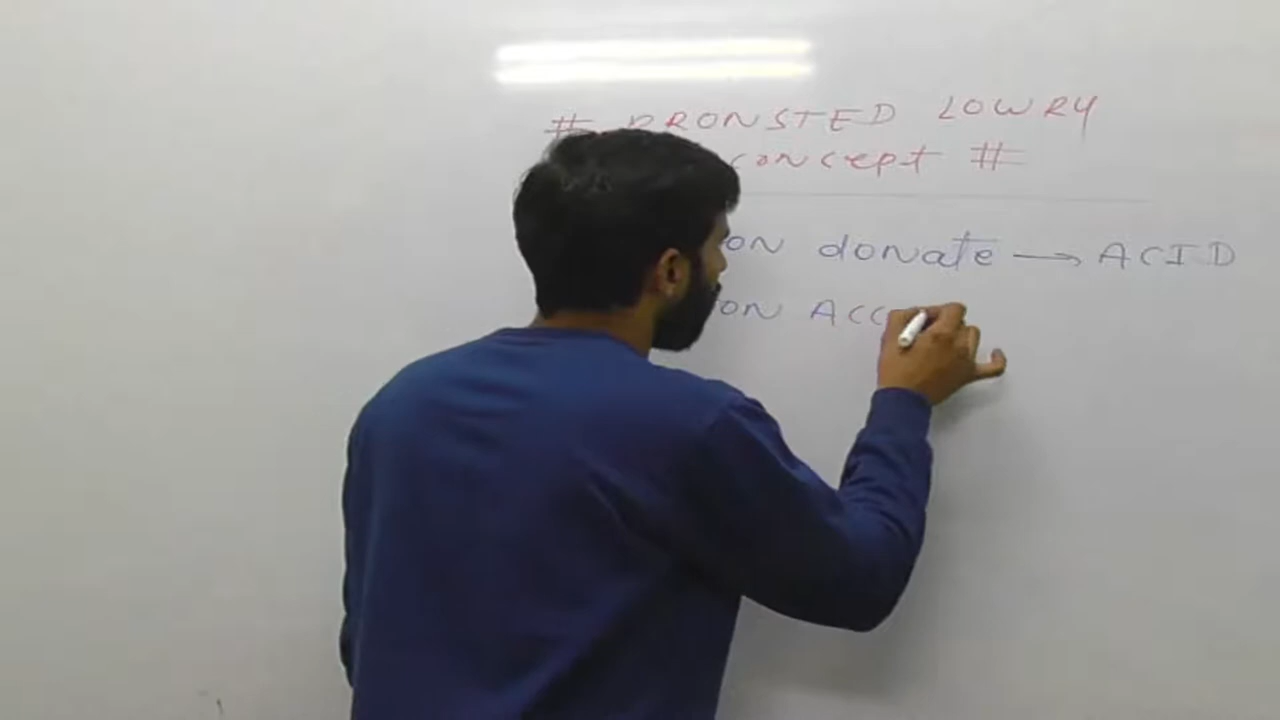 # BRONSTED LOWRY
concept #
ON donate → ACID
ON ACC